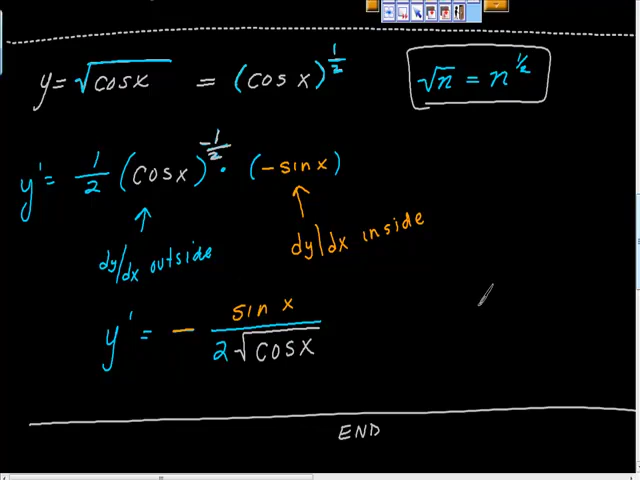 y = √cosx = (cosx)^{1/2} √n = n^{1/2}
y' = 1/2 (cosx)^{-1/2} · (-sinx)
dy/dx outside dy/dx inside
y' = - sin x / 2√cosx
END